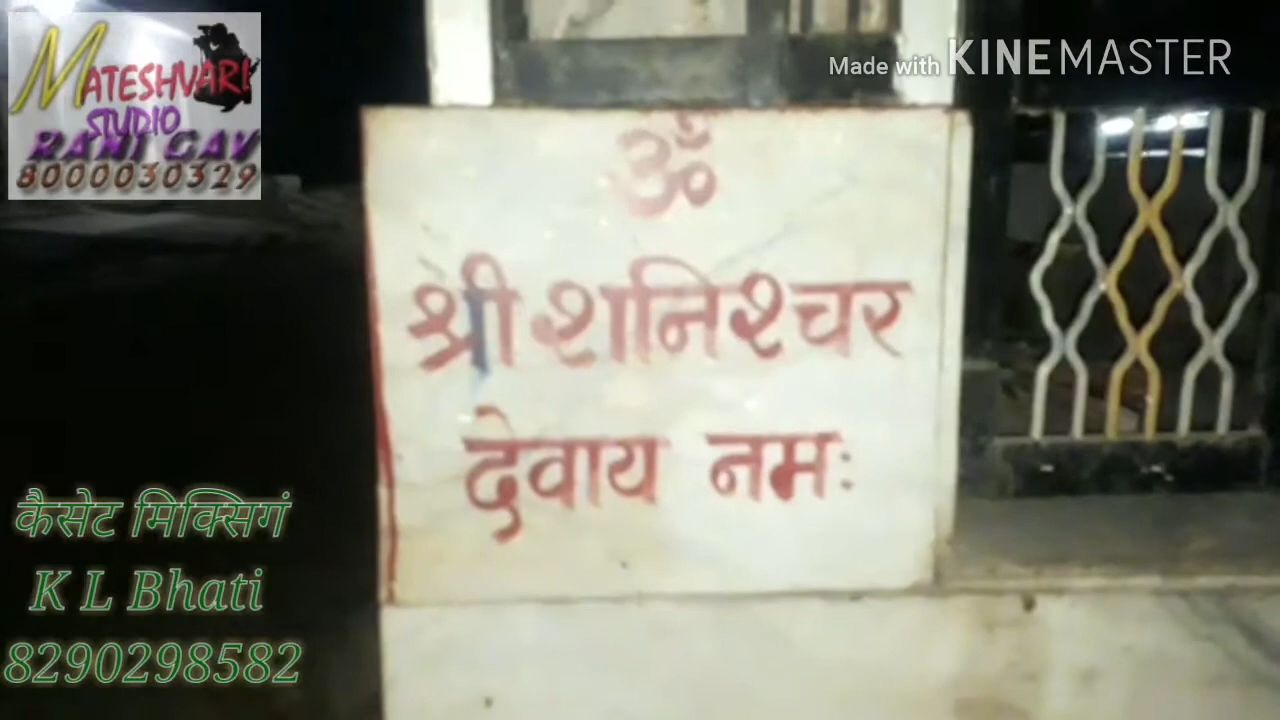 MATESHVARI
STUDIO
RANI GAV
8000030329
Made with KINEMASTER
ॐ
श्री शनिश्चर
देवाय नमः
कैसेट मिक्सिगं
K L Bhati
8290298582